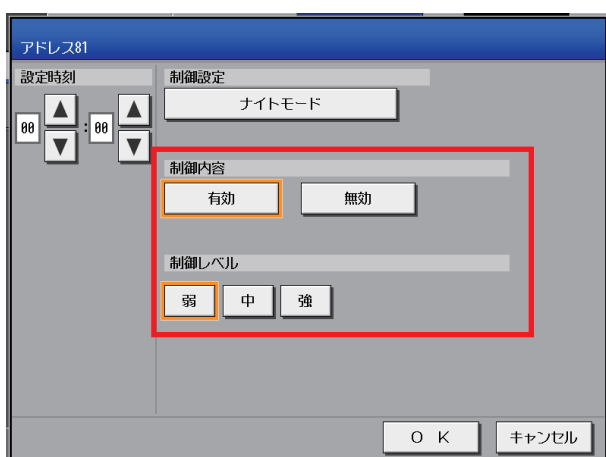 アドレス81
設定時刻
00 : 00
制御設定
ナイトモード
制御内容
有効 無効
制御レベル
弱 中 強
O K キャンセル